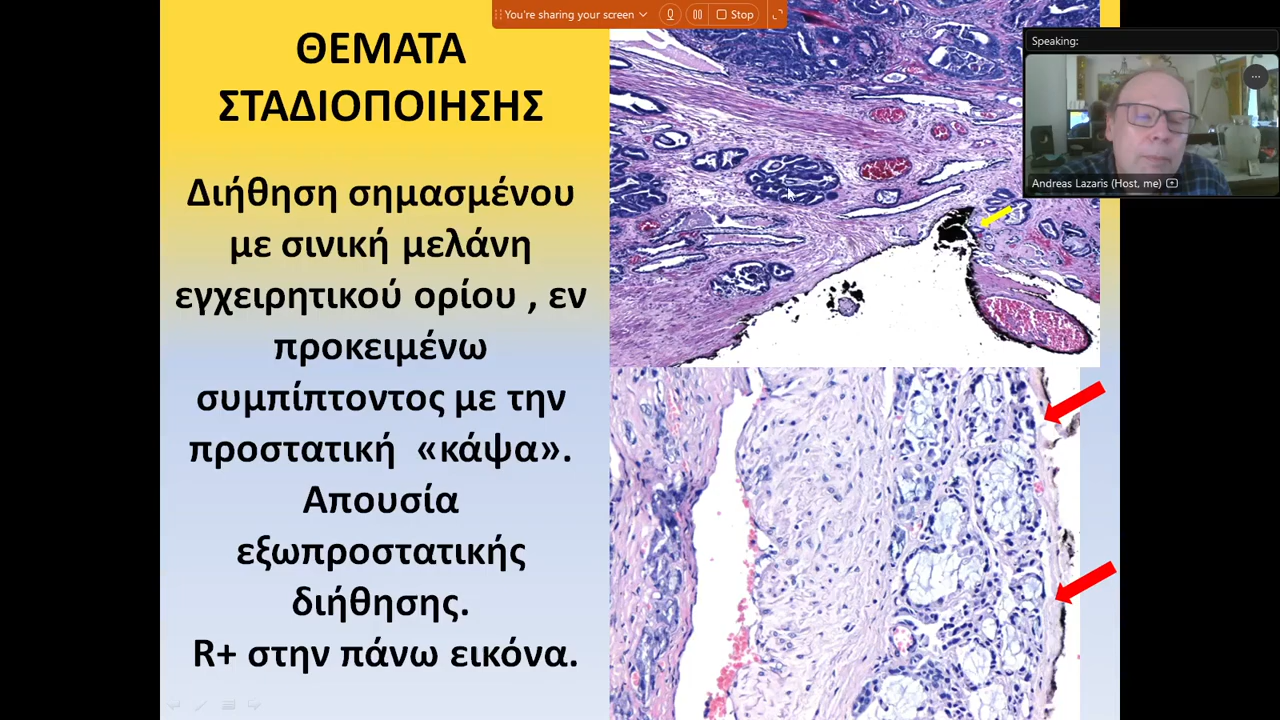 You're sharing your screen
Stop
Speaking:
Andreas Lazaris (Host, me)
ΘΕΜΑΤΑ
ΣΤΑΔΙΟΠΟΙΗΣΗΣ
Διήθηση σημασμένου
με σινική μελάνη
εγχειρητικού ορίου , εν
προκειμένω
συμπίπτοντος με την
προστατική «κάψα».
Απουσία
εξωπροστατικής
διήθησης.
R+ στην πάνω εικόνα.